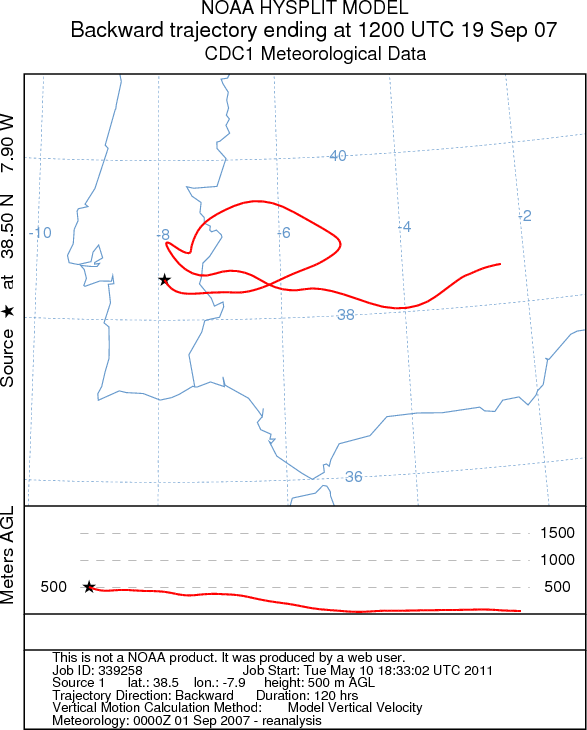 NOAA HYSPLIT MODEL
Backward trajectory ending at 1200 UTC 19 Sep 07
CDC1 Meteorological Data
Source ★ at 38.50 N 7.90 W
40
-10
-8
-6
-4
-2
38
36
Meters AGL
1500
1000
500
500
This is not a NOAA product. It was produced by a web user.
Job ID: 339258 Job Start: Tue May 10 18:33:02 UTC 2011
Source 1 lat.: 38.5 lon.: -7.9 height: 500 m AGL
Trajectory Direction: Backward Duration: 120 hrs
Vertical Motion Calculation Method: Model Vertical Velocity
Meteorology: 0000Z 01 Sep 2007 - reanalysis